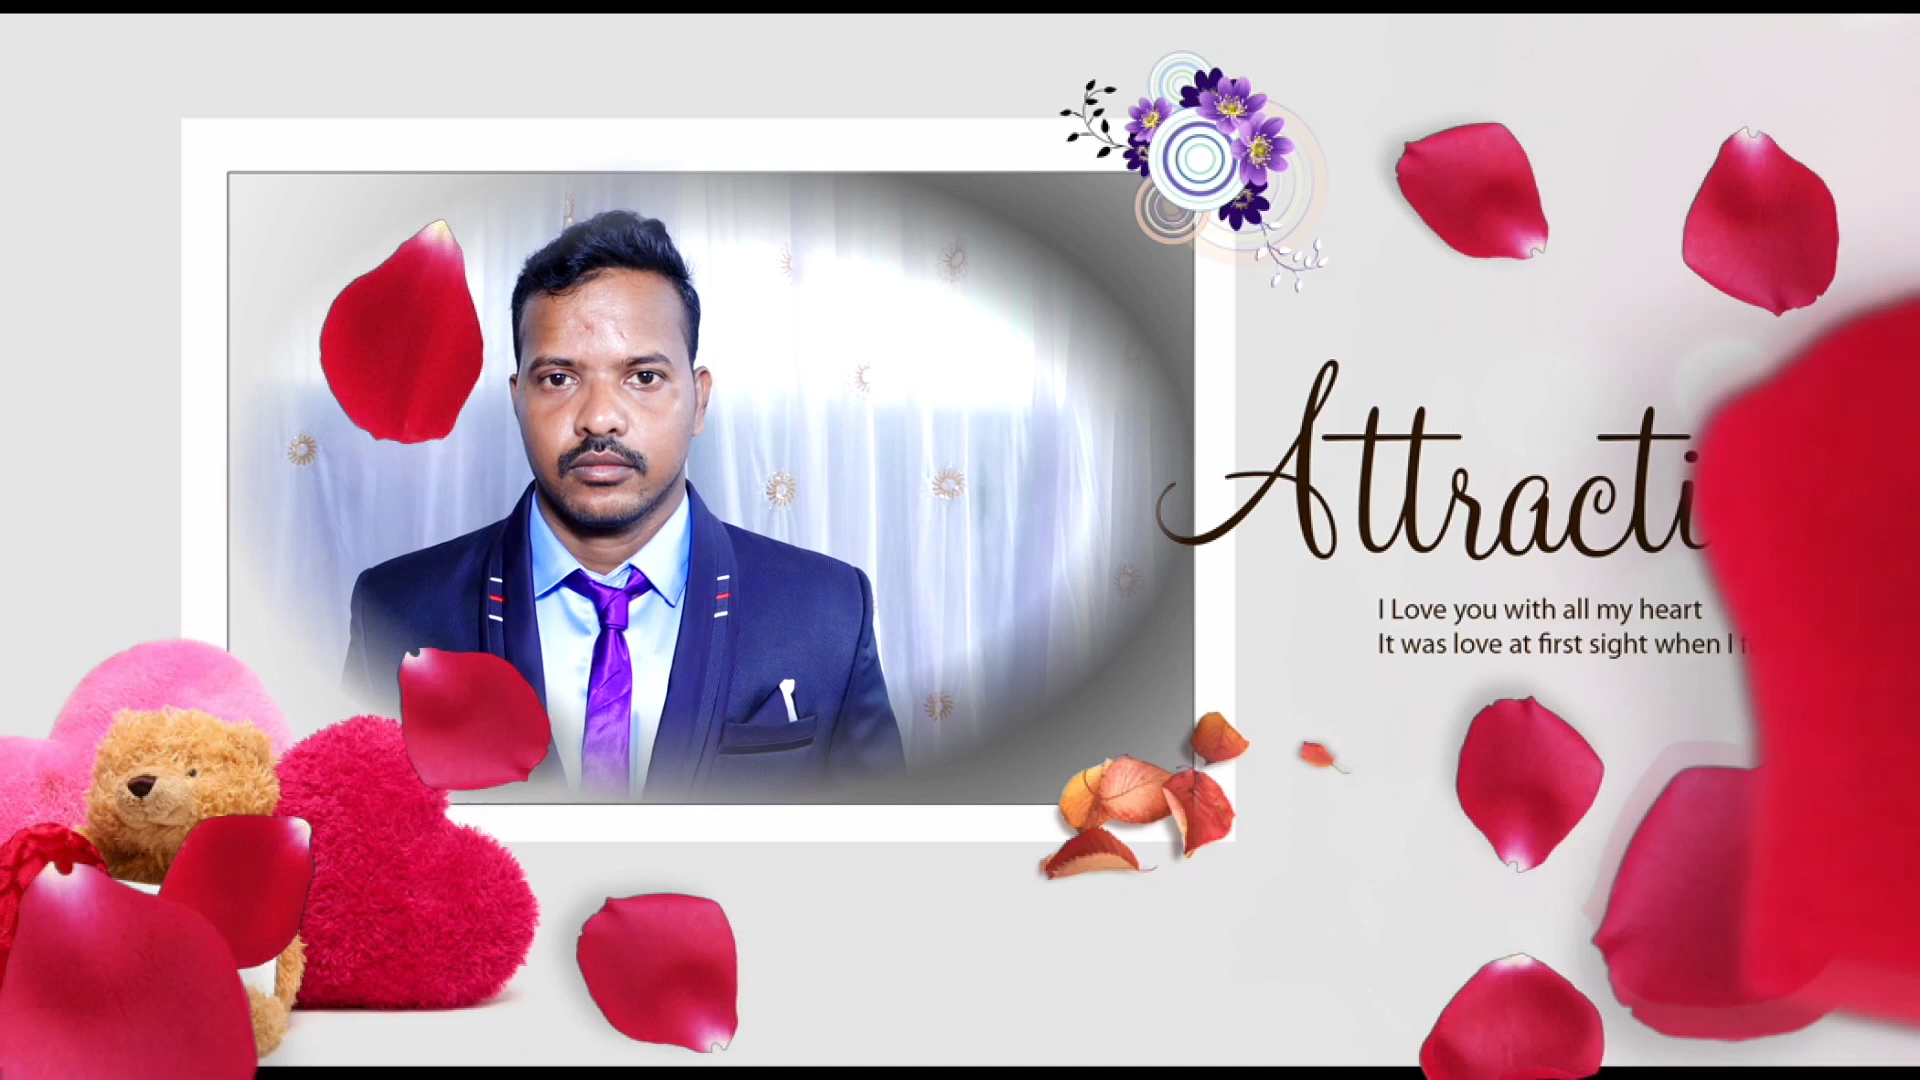 Attracti
I Love you with all my heart
It was love at first sight when I